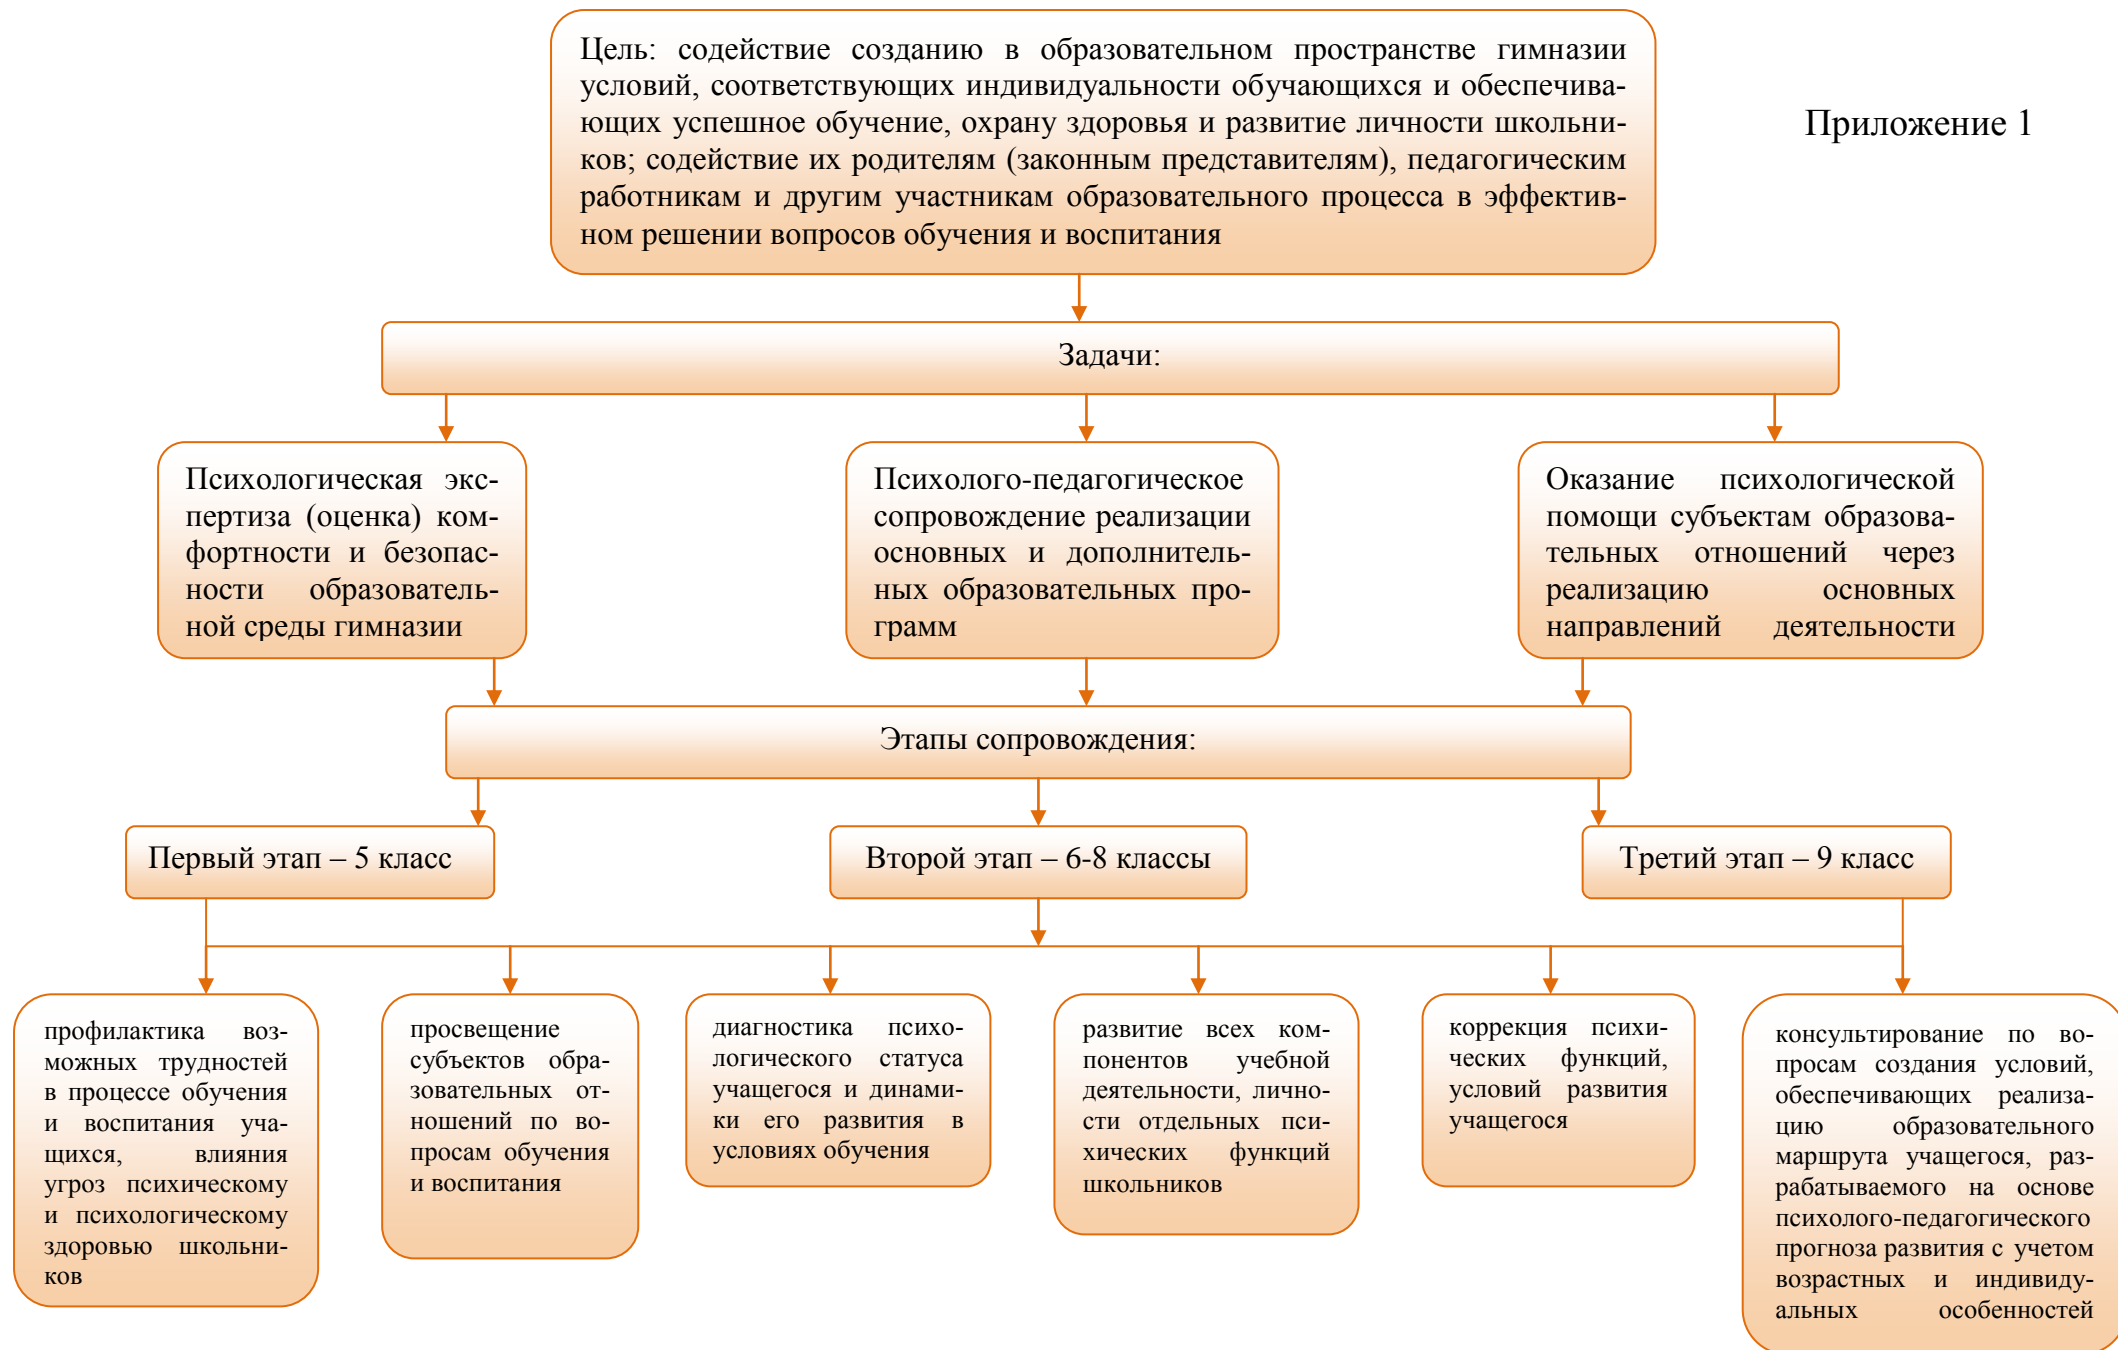 Цель: содействие созданию в образовательном пространстве гимназии
условий, соответствующих индивидуальности обучающихся и обеспечива-
ющих успешное обучение, охрану здоровья и развитие личности школьни-
ков; содействие их родителям (законным представителям), педагогическим
работникам и другим участникам образовательного процесса в эффектив-
ном решении вопросов обучения и воспитания
Приложение 1
Задачи:
Психологическая экс-
пертиза (оценка) ком-
фортности и безопас-
ности образователь-
ной среды гимназии
Психолого-педагогическое
сопровождение реализации
основных и дополнитель-
ных образовательных про-
грамм
Оказание психологической
помощи субъектам образова-
тельных отношений через
реализацию основных
направлений деятельности
Этапы сопровождения:
Первый этап – 5 класс
Второй этап – 6-8 классы
Третий этап – 9 класс
профилактика воз-
можных трудностей
в процессе обучения
и воспитания уча-
щихся, влияния
угроз психическому
и психологическому
здоровью школьни-
ков
просвещение
субъектов обра-
зовательных от-
ношений по во-
просам обучения
и воспитания
диагностика психо-
логического статуса
учащегося и динами-
ки его развития в
условиях обучения
развитие всех ком-
понентов учебной
деятельности, лично-
сти отдельных пси-
хических функций
школьников
коррекция психи-
ческих функций,
условий развития
учащегося
консультирование по во-
просам создания условий,
обеспечивающих реализа-
цию образовательного
маршрута учащегося, раз-
рабатываемого на основе
психолого-педагогического
прогноза развития с учетом
возрастных и индивиду-
альных особенностей